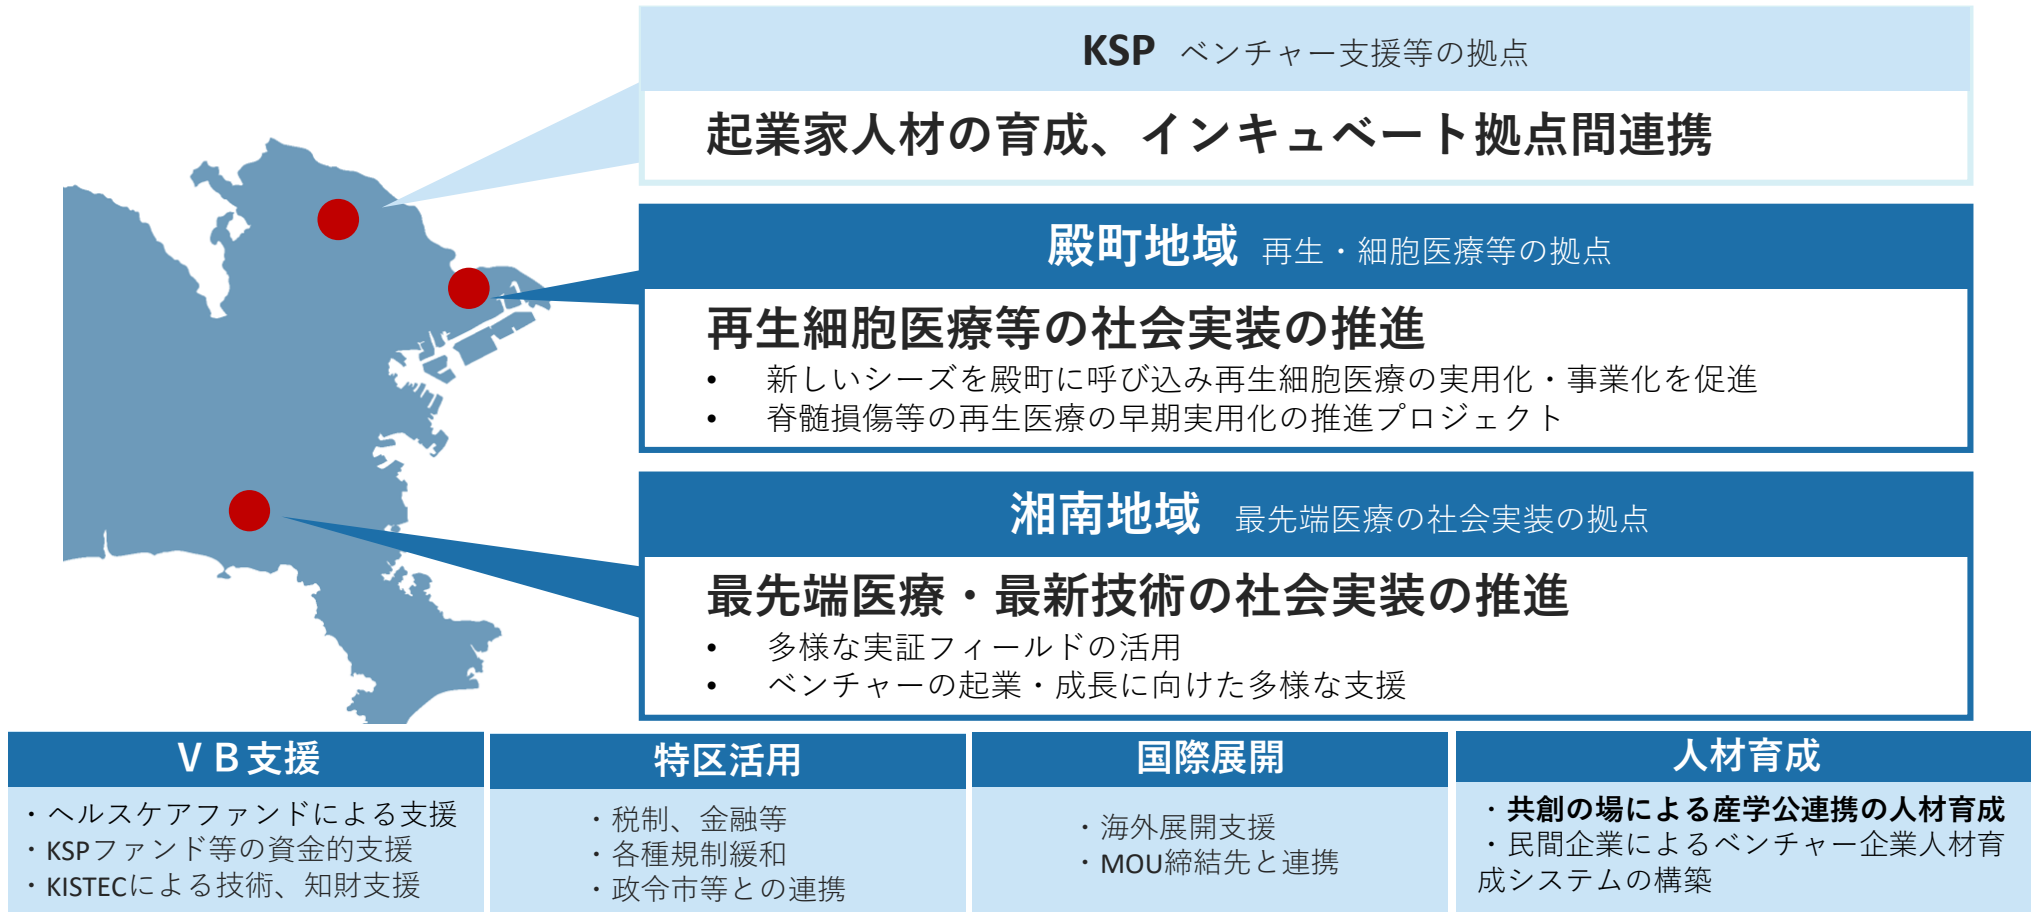 KSP ベンチャー支援等の拠点
起業家人材の育成、インキュベート拠点間連携
殿町地域 再生・細胞医療等の拠点
再生細胞医療等の社会実装の推進
• 新しいシーズを殿町に呼び込み再生細胞医療の実用化・事業化を促進
• 脊髄損傷等の再生医療の早期実用化の推進プロジェクト
湘南地域 最先端医療の社会実装の拠点
最先端医療・最新技術の社会実装の推進
• 多様な実証フィールドの活用
• ベンチャーの起業・成長に向けた多様な支援
ＶＢ支援
・ヘルスケアファンドによる支援
・KSPファンド等の資金的支援
・KISTECによる技術、知財支援
特区活用
・税制、金融等
・各種規制緩和
・政令市等との連携
国際展開
・海外展開支援
・MOU締結先と連携
人材育成
・共創の場による産学公連携の人材育成
・民間企業によるベンチャー企業人材育
成システムの構築